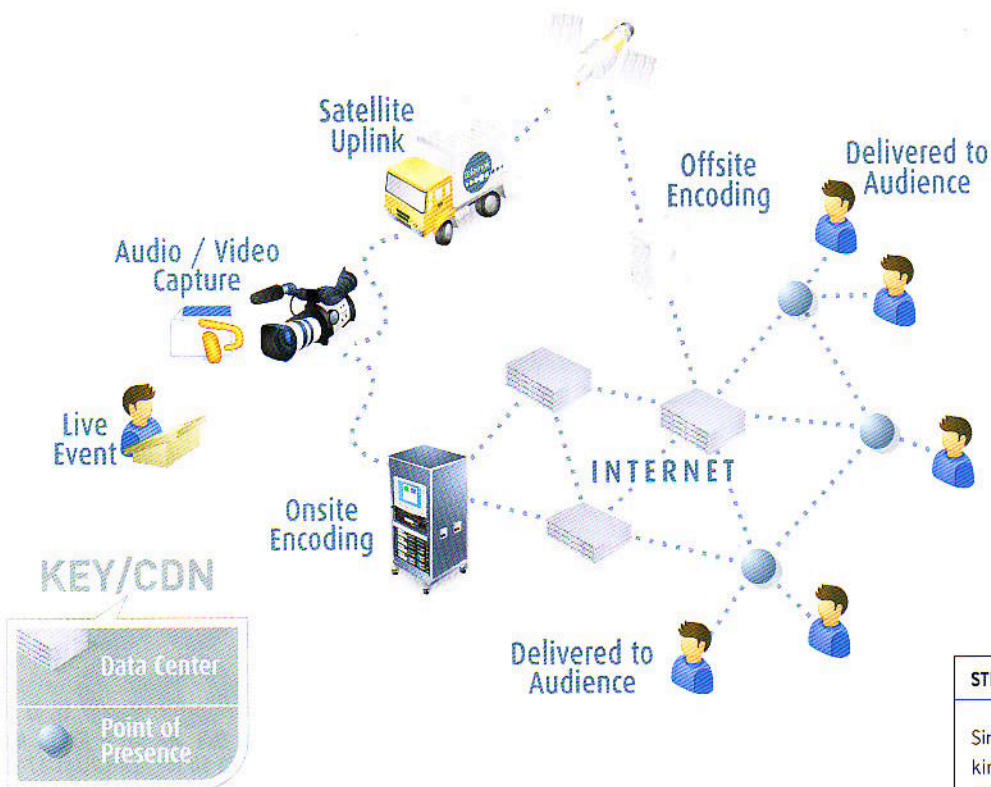 Satellite
Uplink
Offsite
Encoding
Delivered to
Audience
Audio / Video
Capture
Live
Event
INTERNET
Onsite
Encoding
KEY/CDN
Data Center
Point of
Presence
Delivered to
Audience